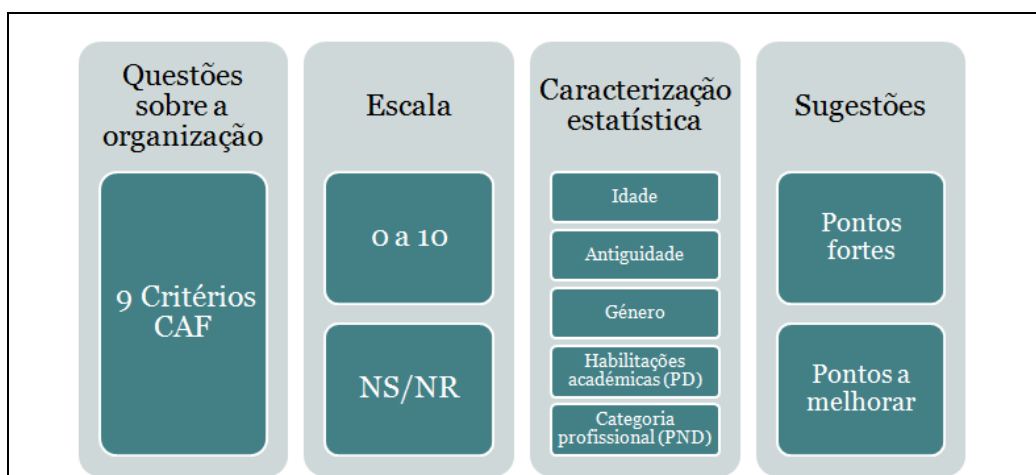 Questões
sobre a
organização
9 Critérios
CAF
Escala
0 a 10
NS/NR
Caracterização
estatística
Idade
Antiguidade
Género
Habilitações
académicas (PD)
Categoria
profissional (PND)
Sugestões
Pontos
fortes
Pontos a
melhorar